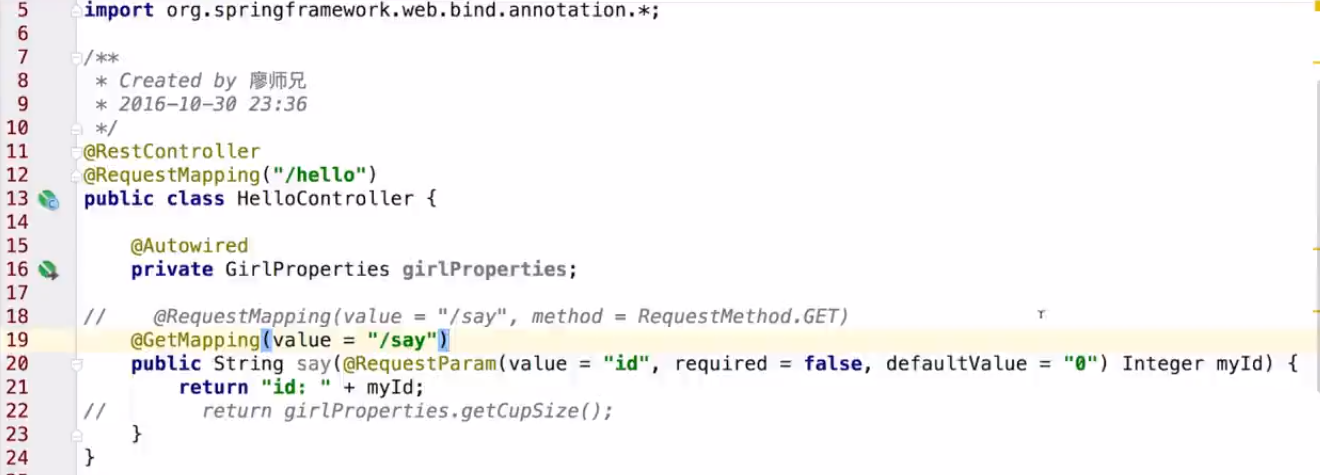 5 import org.springframework.web.bind.annotation.*;
6
7 /**
8  * Created by 廖师兄
9  * 2016-10-30 23:36
10  */
11 @RestController
12 @RequestMapping("/hello")
13 public class HelloController {
14
15     @Autowired
16     private GirlProperties girlProperties;
17
18 //    @RequestMapping(value = "/say", method = RequestMethod.GET)
19     @GetMapping(value = "/say")
20     public String say(@RequestParam(value = "id", required = false, defaultValue = "0") Integer myId) {
21         return "id: " + myId;
22 //        return girlProperties.getCupSize();
23     }
24 }